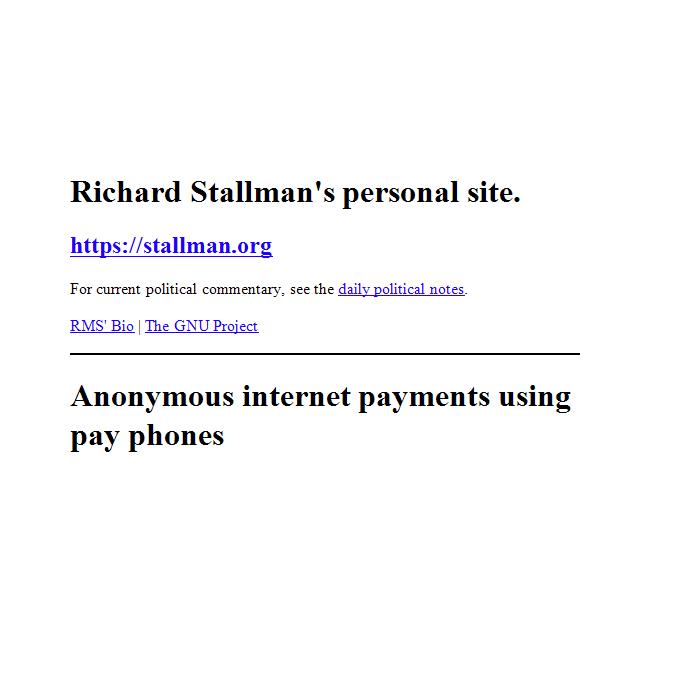 Richard Stallman's personal site.
https://stallman.org
For current political commentary, see the daily political notes.
RMS' Bio | The GNU Project
Anonymous internet payments using
pay phones